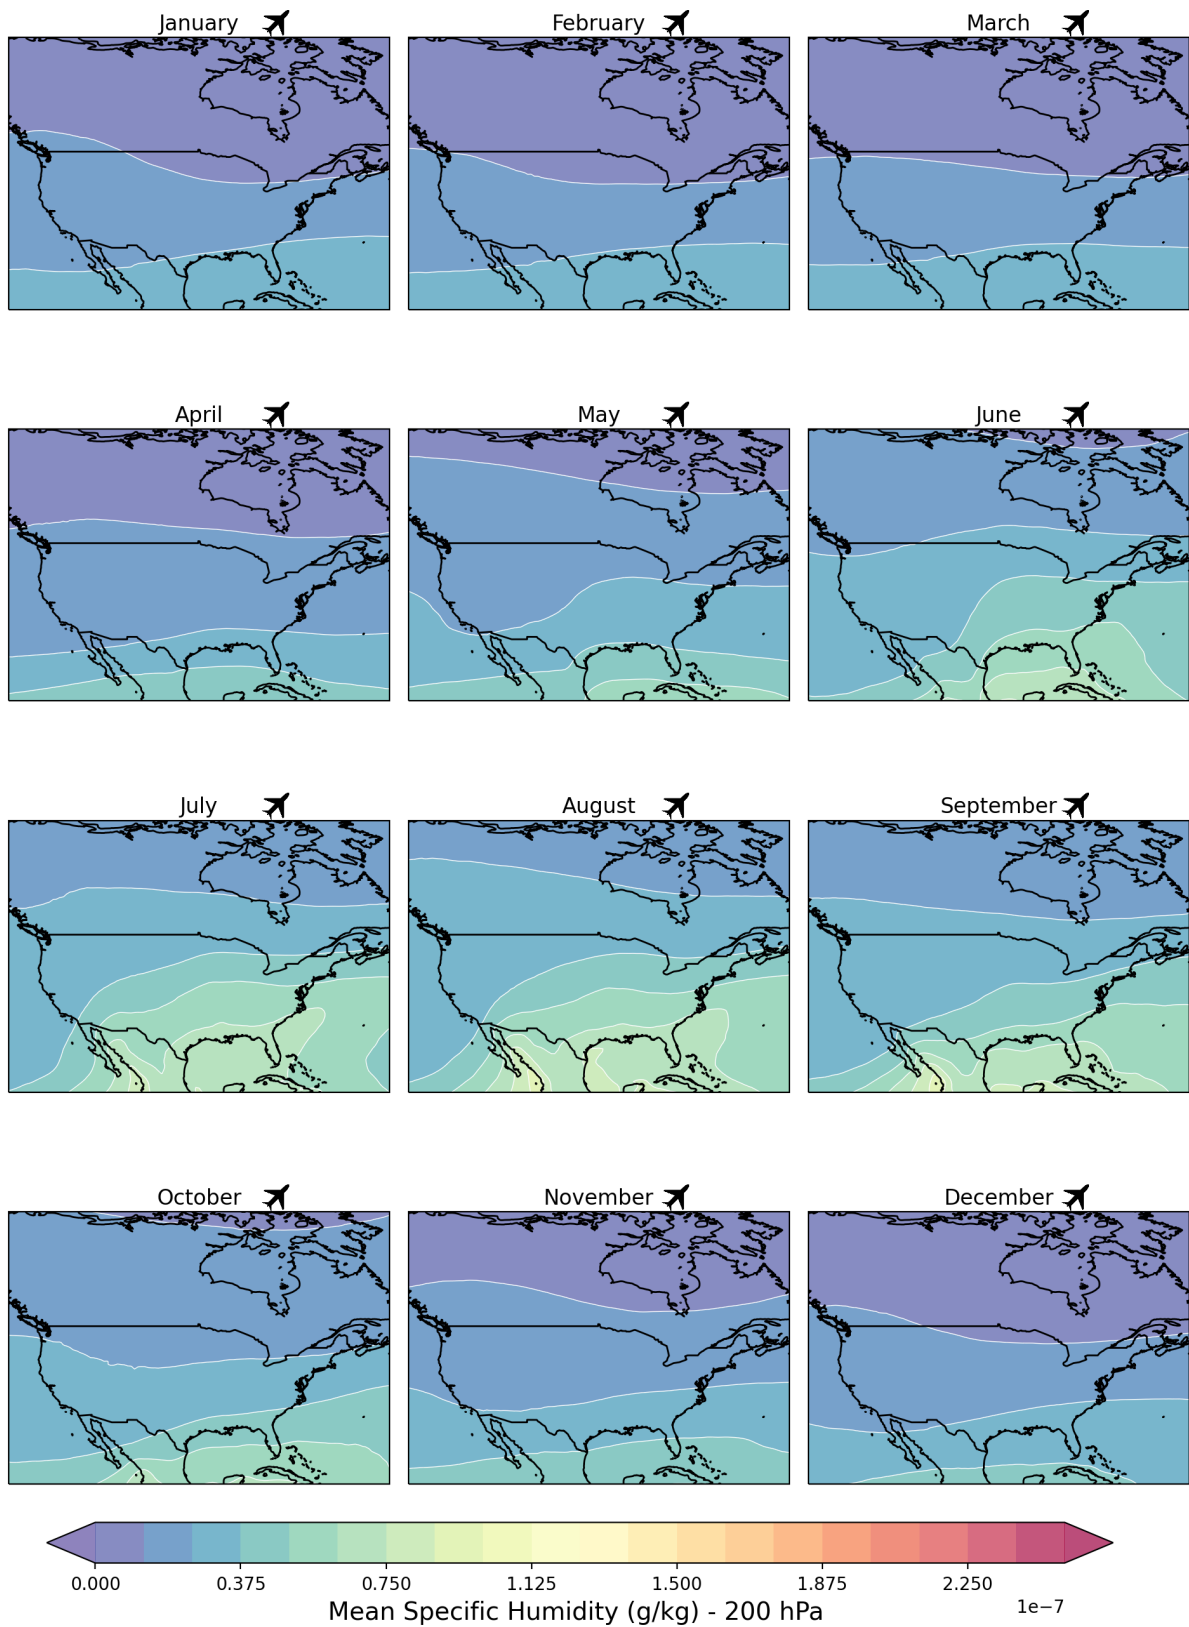 January
February
March
April
May
June
July
August
September
October
November
December
0.000
0.375
0.750
1.125
1.500
1.875
2.250
1e−7
Mean Specific Humidity (g/kg) - 200 hPa